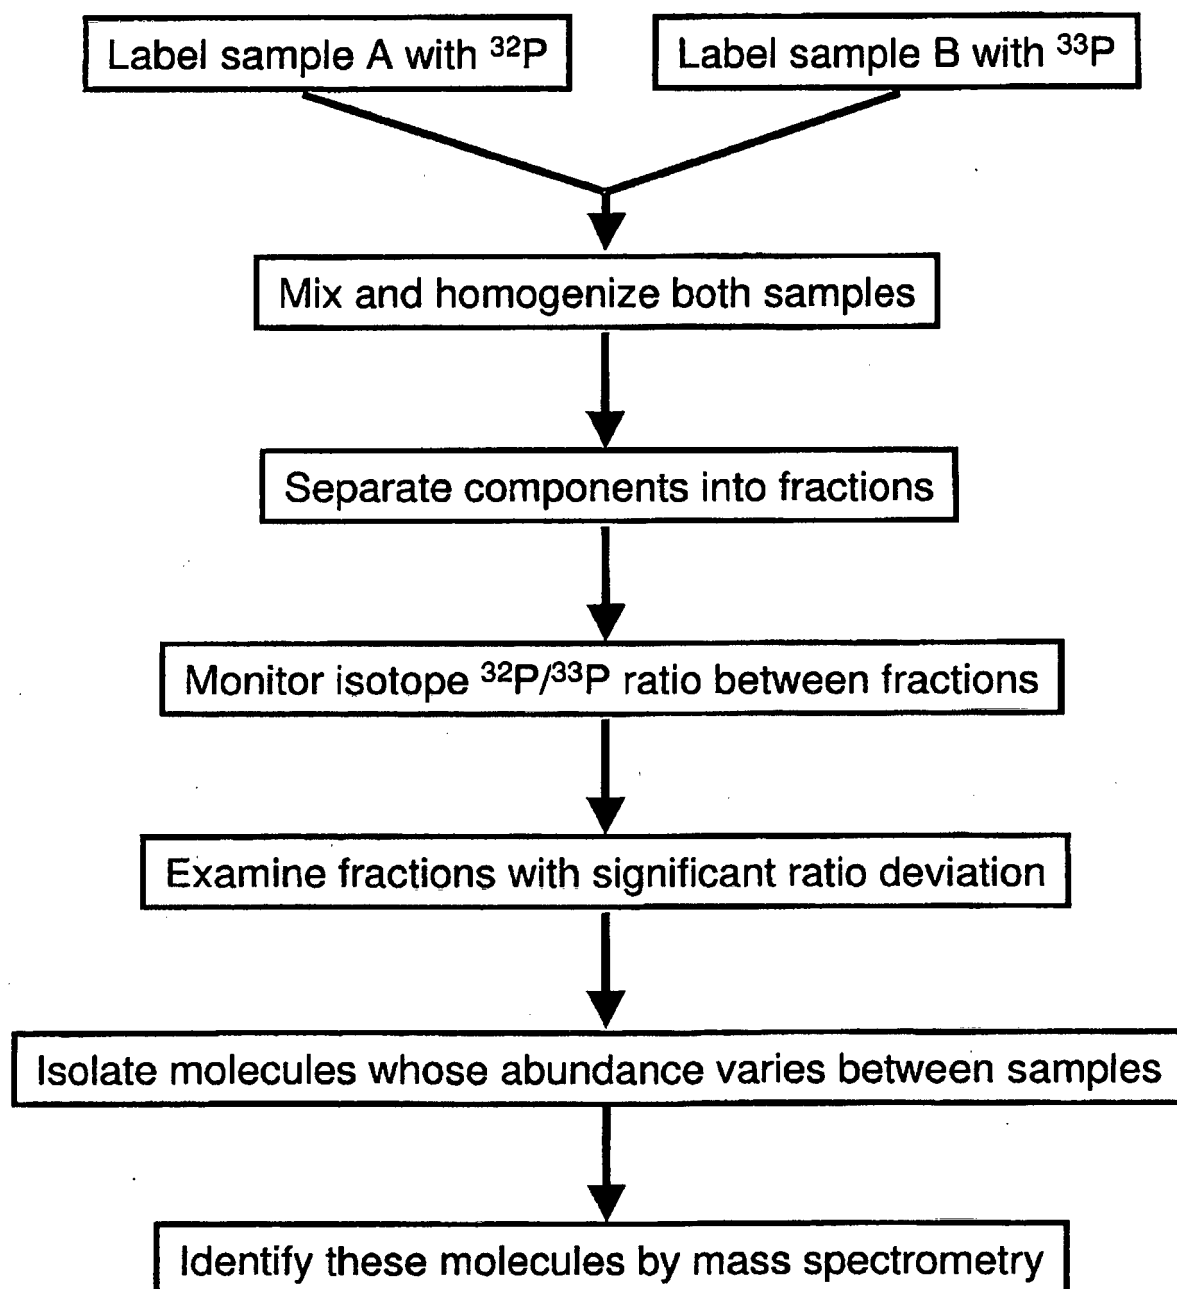 Label sample A with ³²P
Label sample B with ³³P
Mix and homogenize both samples
Separate components into fractions
Monitor isotope ³²P/³³P ratio between fractions
Examine fractions with significant ratio deviation
Isolate molecules whose abundance varies between samples
Identify these molecules by mass spectrometry